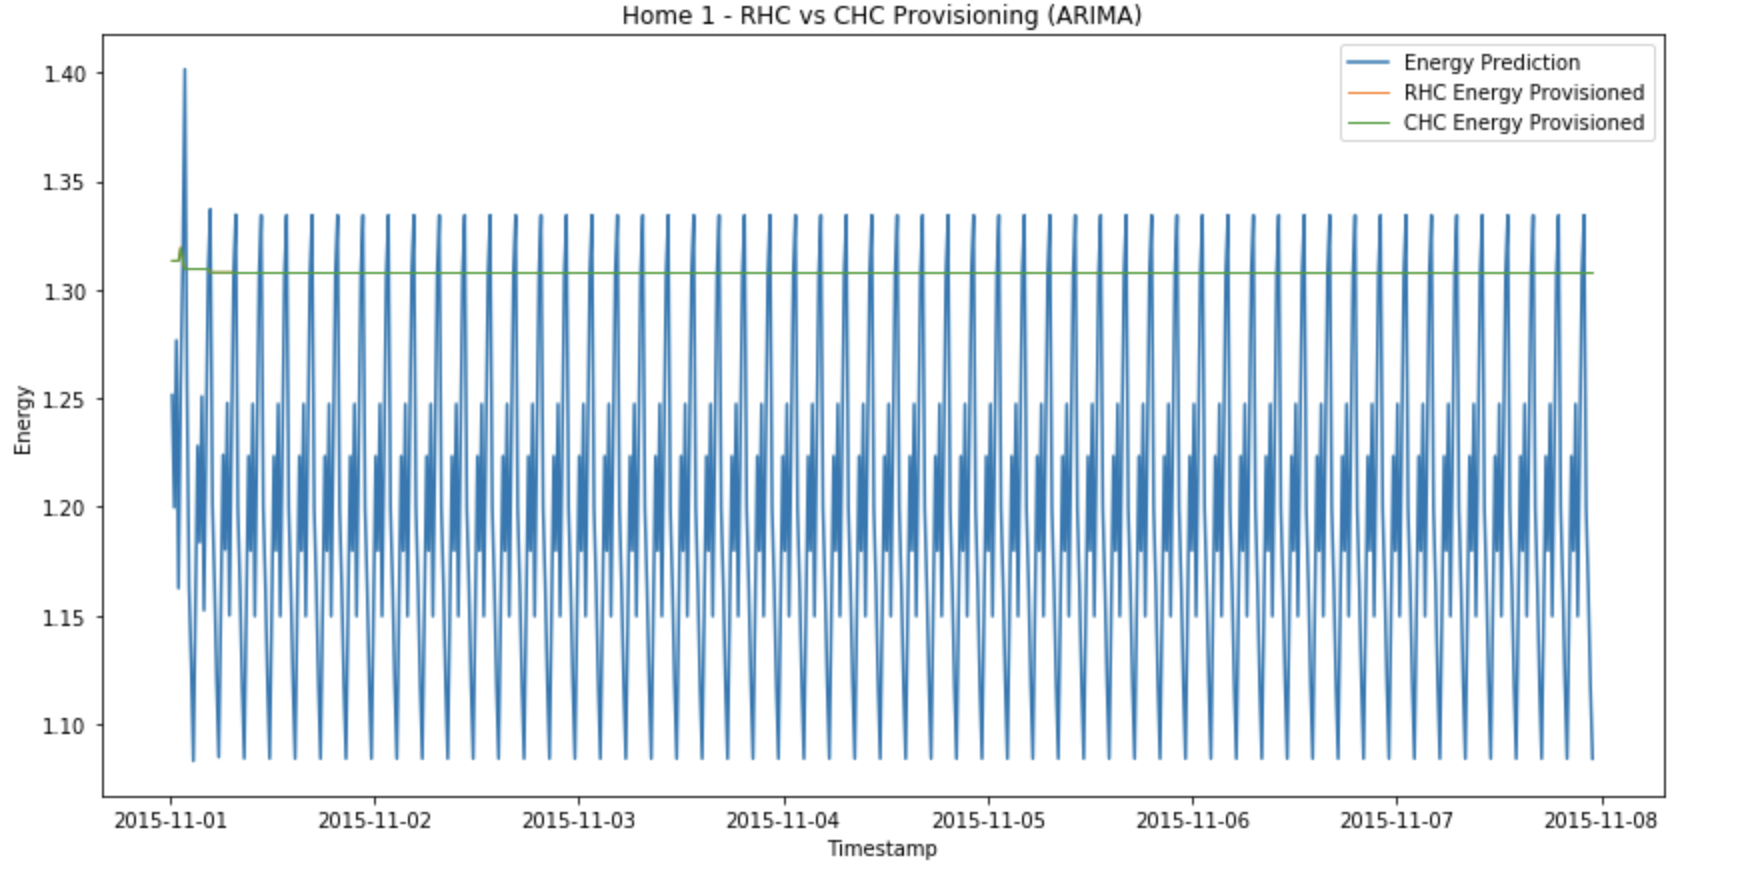 Home 1 - RHC vs CHC Provisioning (ARIMA)
Energy Prediction
RHC Energy Provisioned
CHC Energy Provisioned
1.40
1.35
1.30
1.25
1.20
1.15
1.10
Energy
2015-11-01 2015-11-02 2015-11-03 2015-11-04 2015-11-05 2015-11-06 2015-11-07 2015-11-08
Timestamp